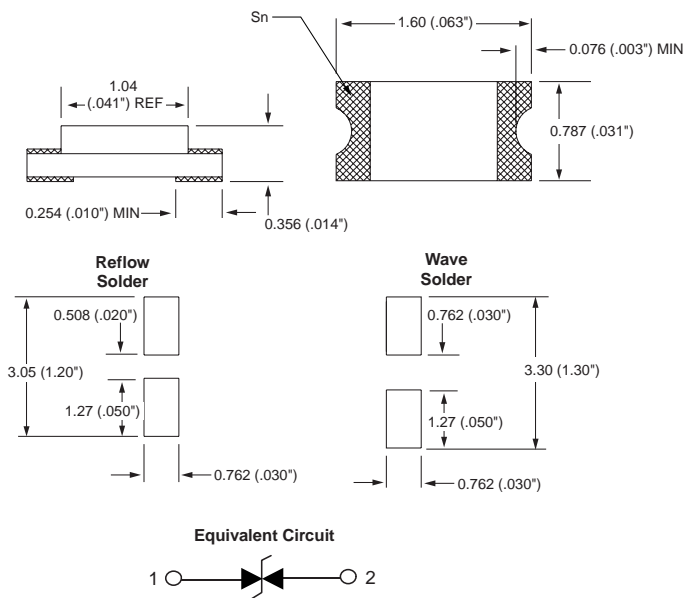 Sn
1.60 (.063")
0.076 (.003") MIN
1.04
(.041") REF
0.787 (.031")
0.254 (.010") MIN
0.356 (.014")
Reflow
Solder
Wave
Solder
0.508 (.020")
0.762 (.030")
3.05 (1.20")
3.30 (1.30")
1.27 (.050")
1.27 (.050")
0.762 (.030")
0.762 (.030")
Equivalent Circuit
1
2